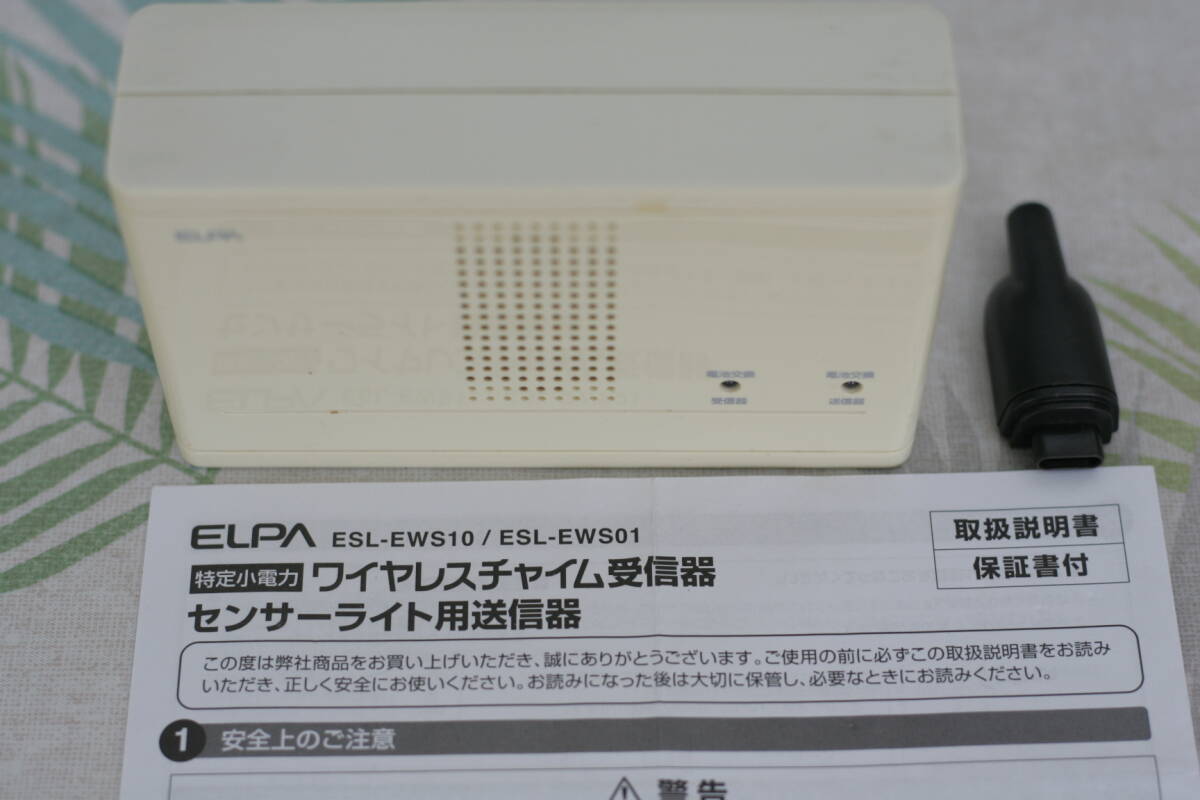 ELPA
電池交換 電池交換
受信器 送信器
ELPA ESL-EWS10 / ESL-EWS01
取扱説明書
保証書付
特定小電力 ワイヤレスチャイム受信器
センサーライト用送信器
この度は弊社商品をお買い上げいただき、誠にありがとうございます。ご使用の前に必ずこの取扱説明書をお読み
いただき、正しく安全にお使いください。お読みになった後は大切に保管し、必要なときにお読みください。
1 安全上のご注意
警告